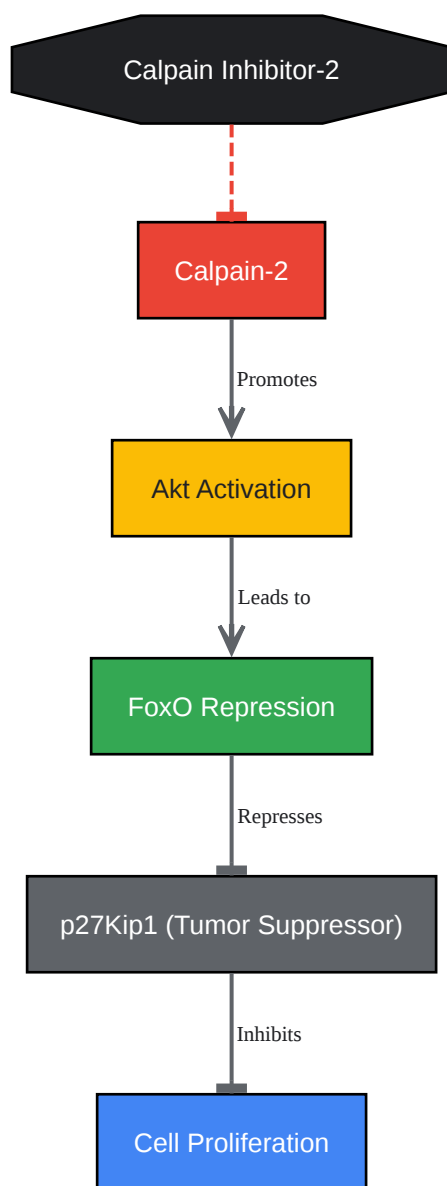 Calpain Inhibitor-2
Calpain-2
Promotes
Akt Activation
Leads to
FoxO Repression
Represses
p27Kip1 (Tumor Suppressor)
Inhibits
Cell Proliferation